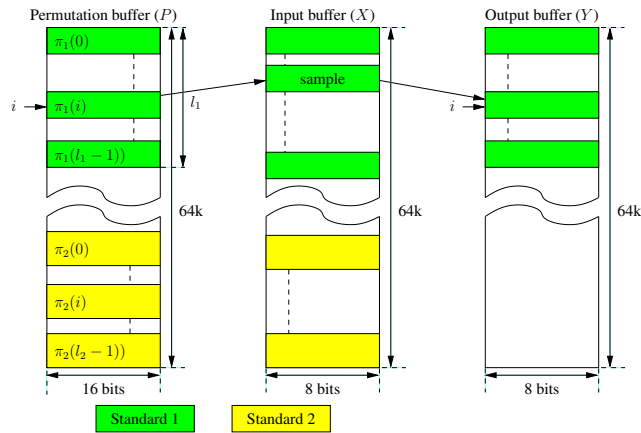 Permutation buffer (P)
Input buffer (X)
Output buffer (Y)
π₁(0)
sample
i
π₁(i)
l₁
i
π₁(l₁ − 1))
64k
64k
64k
π₂(0)
π₂(i)
π₂(l₂ − 1))
16 bits
8 bits
8 bits
Standard 1
Standard 2